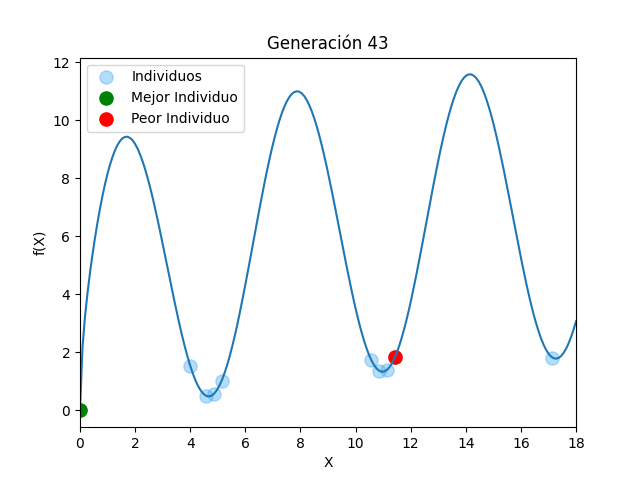 Generación 43
12
10
8
6
4
2
0
f(X)
Individuos
Mejor Individuo
Peor Individuo
0 2 4 6 8 10 12 14 16 18
X